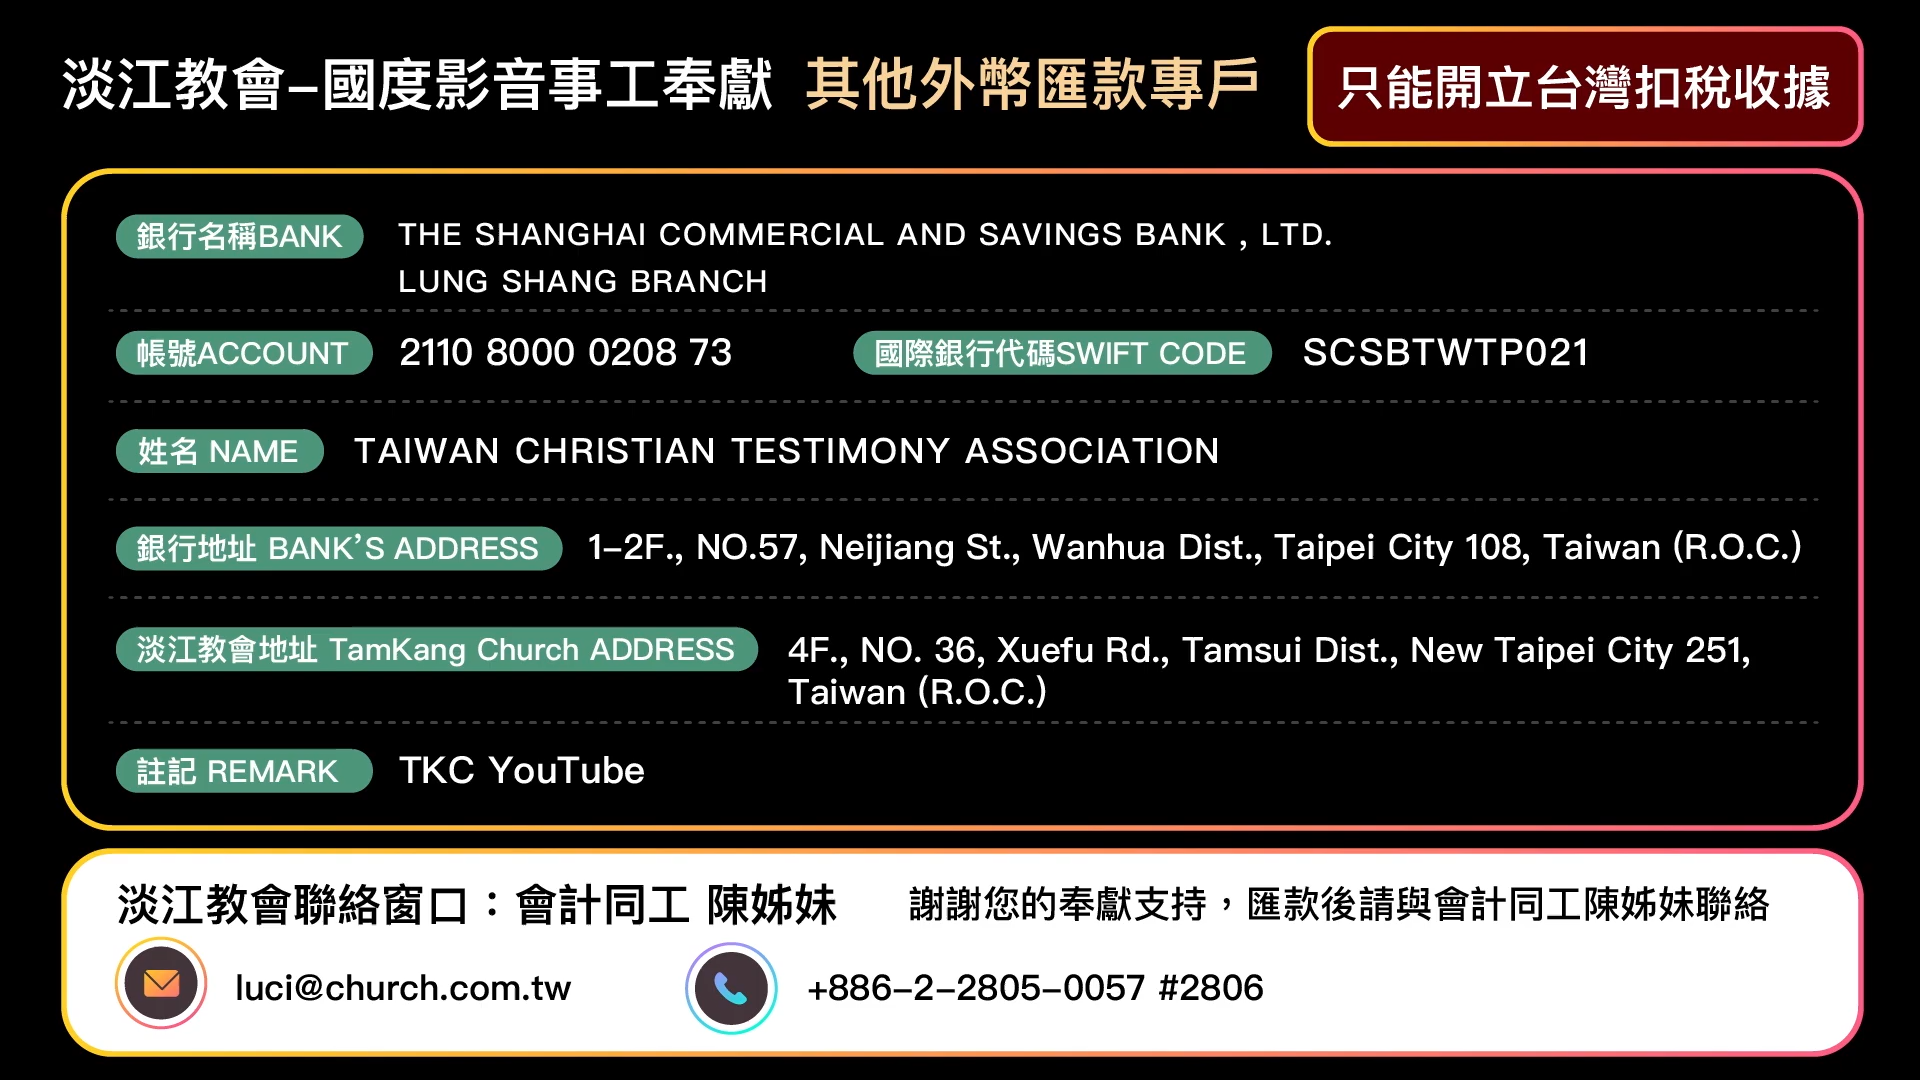 淡江教會–國度影音事工奉獻 其他外幣匯款專戶
只能開立台灣扣稅收據
銀行名稱BANK THE SHANGHAI COMMERCIAL AND SAVINGS BANK , LTD.
LUNG SHANG BRANCH
帳號ACCOUNT 2110 8000 0208 73 國際銀行代碼SWIFT CODE SCSBTWTP021
姓名 NAME TAIWAN CHRISTIAN TESTIMONY ASSOCIATION
銀行地址 BANK’S ADDRESS 1–2F., NO.57, Neijiang St., Wanhua Dist., Taipei City 108, Taiwan (R.O.C.)
淡江教會地址 TamKang Church ADDRESS 4F., NO. 36, Xuefu Rd., Tamsui Dist., New Taipei City 251,
Taiwan (R.O.C.)
註記 REMARK TKC YouTube
淡江教會聯絡窗口：會計同工 陳姊妹 謝謝您的奉獻支持，匯款後請與會計同工陳姊妹聯絡
luci@church.com.tw +886–2–2805–0057 #2806